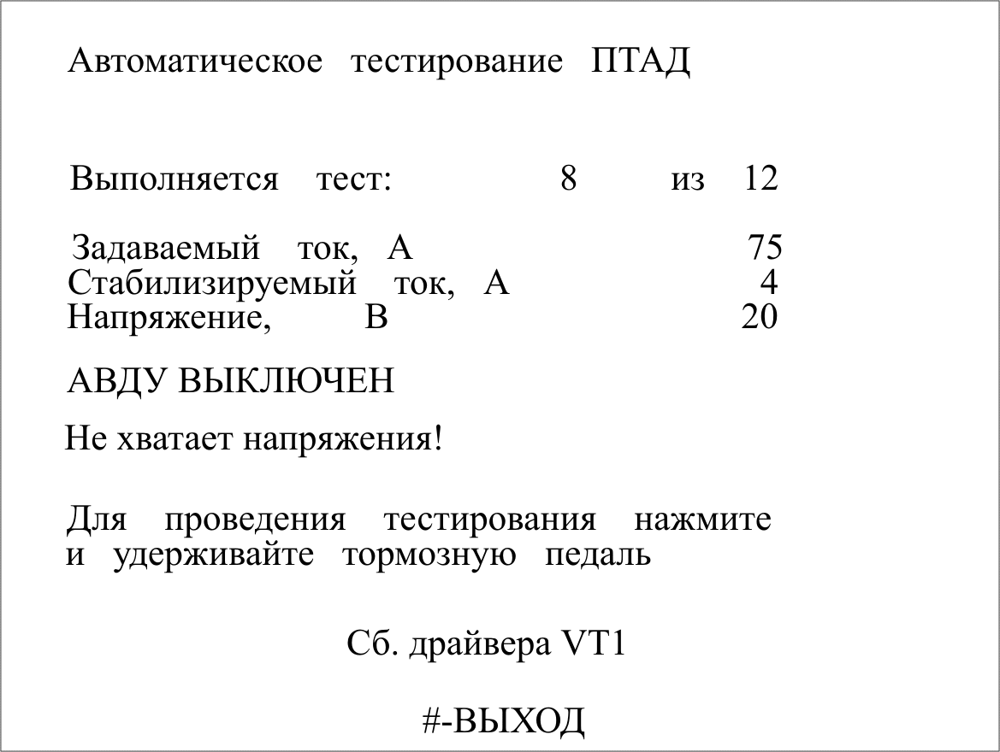 Автоматическое тестирование ПТАД
Выполняется тест: 8 из 12
Задаваемый ток, А 75
Стабилизируемый ток, А 4
Напряжение, В 20
АВДУ ВЫКЛЮЧЕН
Не хватает напряжения!
Для проведения тестирования нажмите
и удерживайте тормозную педаль
Сб. драйвера VT1
#-ВЫХОД